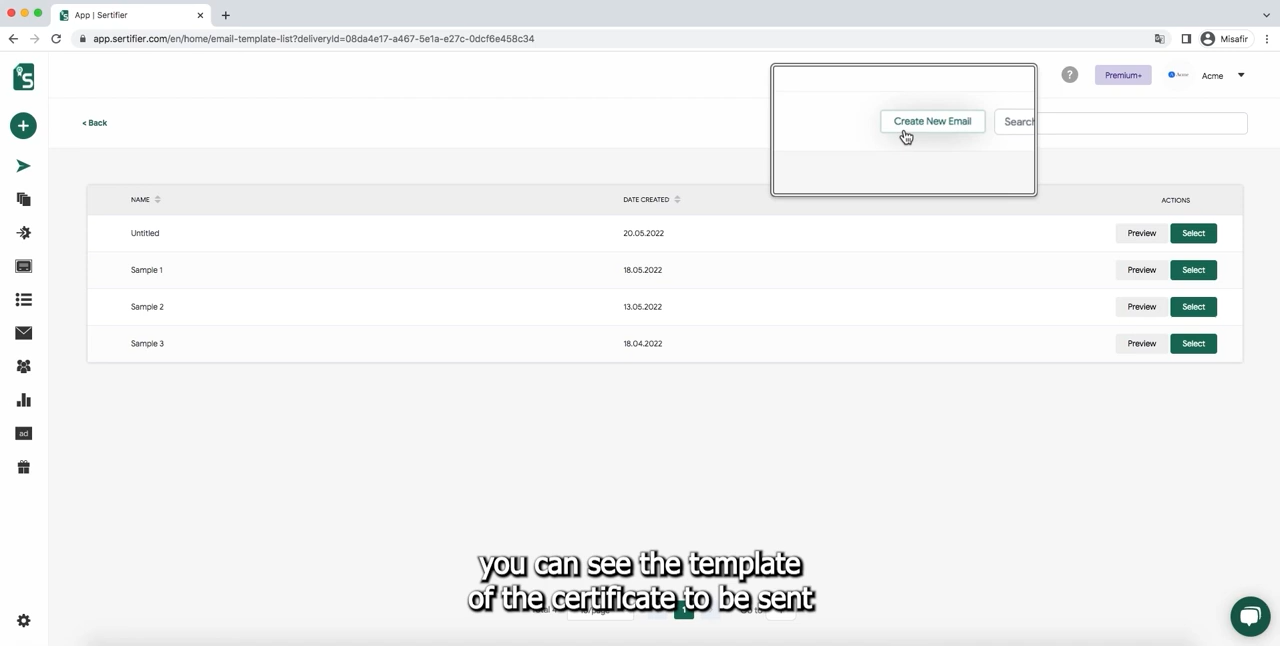 App | Sertifier
app.sertifier.com/en/home/email-template-list?deliveryId=08da4e17-a467-5e1a-e27c-0dcf6e458c34
Misafir
?
Premium+
Acme
< Back
Create New Email
Search
NAME
DATE CREATED
ACTIONS
Untitled
20.05.2022
Preview
Select
Sample 1
18.05.2022
Preview
Select
Sample 2
13.05.2022
Preview
Select
Sample 3
18.04.2022
Preview
Select
ad
you can see the template
of the certificate to be sent
1